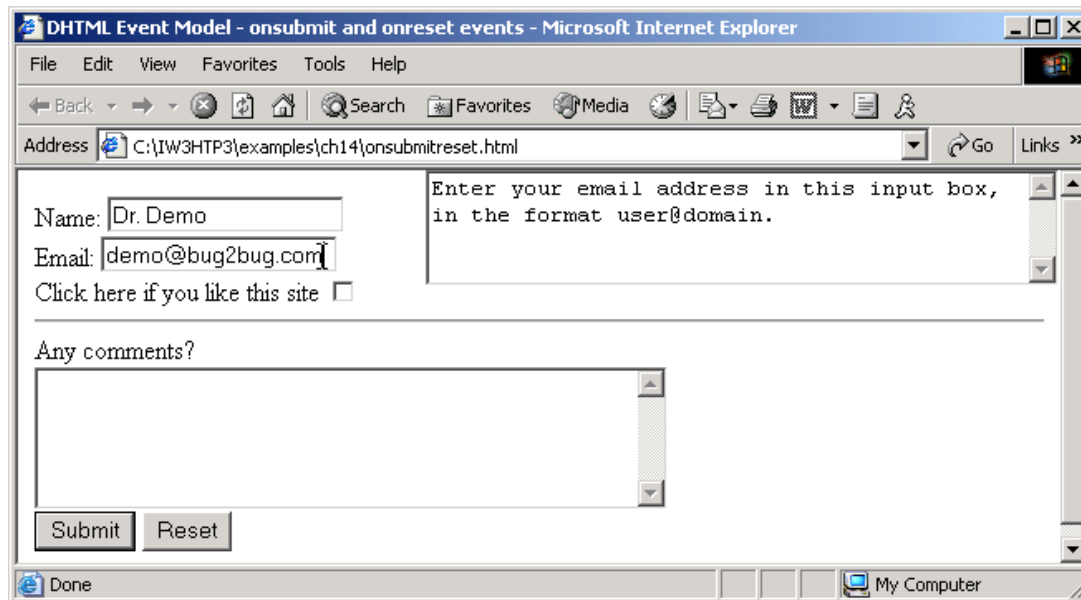 DHTML Event Model - onsubmit and onreset events - Microsoft Internet Explorer
File Edit View Favorites Tools Help
Back Search Favorites Media
Address C:\IW3HTP3\examples\ch14\onsubmitreset.html Go Links »
Name: Dr. Demo
Email: demo@bug2bug.com
Click here if you like this site
Enter your email address in this input box,
in the format user@domain.
Any comments?
Submit Reset
Done My Computer